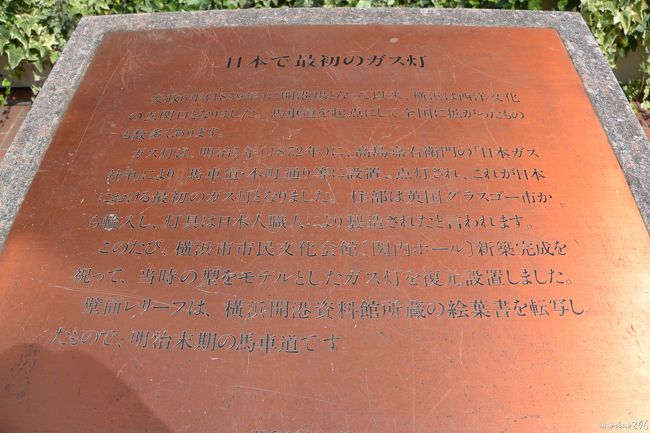 日本で最初のガス灯
安政6年(1859年)に開港場となって以来、横浜は西洋文化
の玄関口となりました。馬車道を起点にして全国に拡がったもの
も数多くあります。
ガス灯は、明治5年(1872年)に、高島嘉右衛門の「日本ガス
社中」により、馬車道・本町通り等に設置、点灯され、これが日本
における最初のガス灯となりました。柱部は英国グラスゴー市か
ら輸入し、灯具は日本人職人により製造されたと言われます。
このたび、横浜市市民文化会館〔関内ホール〕新築完成を
祝って、当時の型をモデルとしたガス灯を復元設置しました。
壁面レリーフは、横浜開港資料館所蔵の絵葉書を転写し
たもので、明治末期の馬車道です
morino296